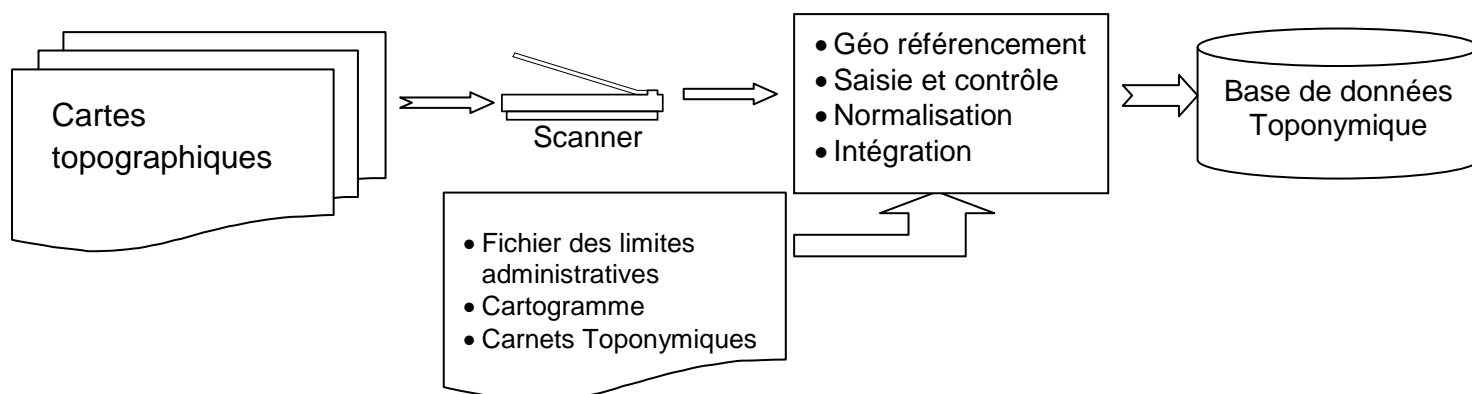 Cartes
topographiques
Scanner
• Géo référencement
• Saisie et contrôle
• Normalisation
• Intégration
Base de données
Toponymique
• Fichier des limites
administratives
• Cartogramme
• Carnets Toponymiques